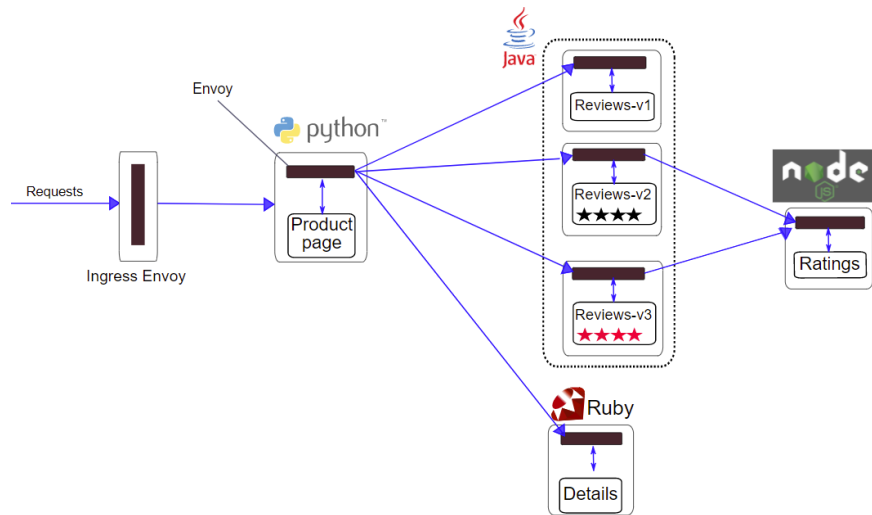 Java
Envoy
python™
Reviews-v1
Requests
Product
page
Reviews-v2
node
JS
Ingress Envoy
Ratings
Reviews-v3
Ruby
Details